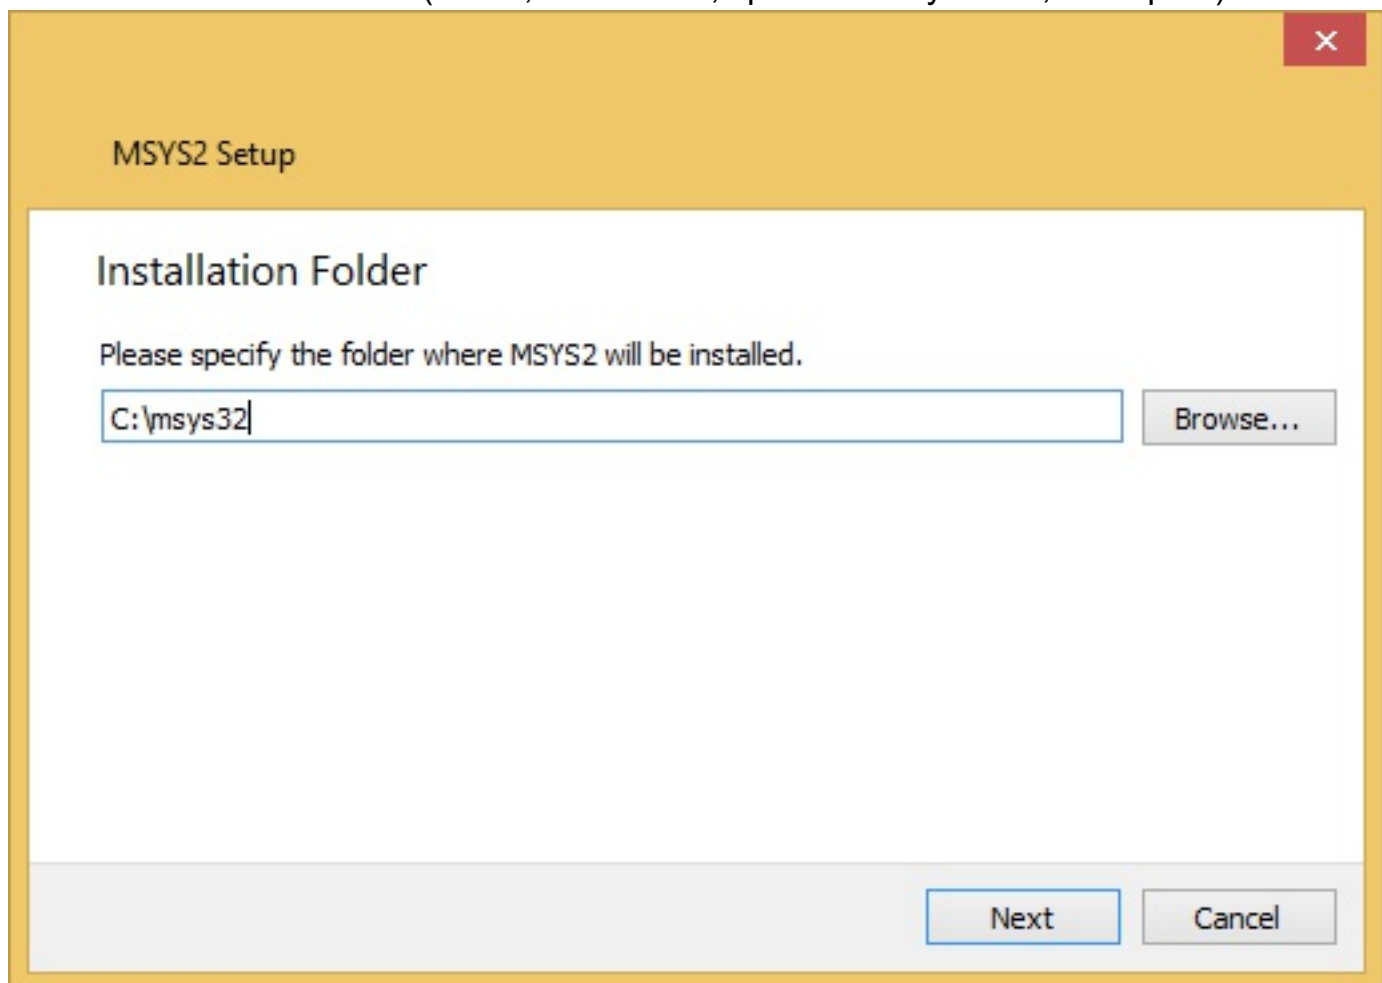 MSYS2 Setup
Installation Folder
Please specify the folder where MSYS2 will be installed.
C:\msys32
Browse...
Next
Cancel